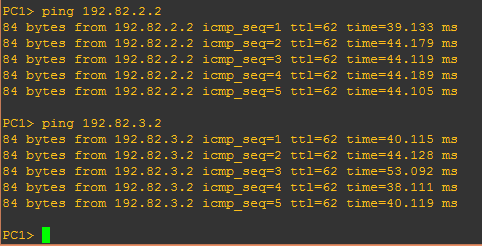 PC1> ping 192.82.2.2
84 bytes from 192.82.2.2 icmp_seq=1 ttl=62 time=39.133 ms
84 bytes from 192.82.2.2 icmp_seq=2 ttl=62 time=44.179 ms
84 bytes from 192.82.2.2 icmp_seq=3 ttl=62 time=44.119 ms
84 bytes from 192.82.2.2 icmp_seq=4 ttl=62 time=44.189 ms
84 bytes from 192.82.2.2 icmp_seq=5 ttl=62 time=44.105 ms
PC1> ping 192.82.3.2
84 bytes from 192.82.3.2 icmp_seq=1 ttl=62 time=40.115 ms
84 bytes from 192.82.3.2 icmp_seq=2 ttl=62 time=44.128 ms
84 bytes from 192.82.3.2 icmp_seq=3 ttl=62 time=53.092 ms
84 bytes from 192.82.3.2 icmp_seq=4 ttl=62 time=38.111 ms
84 bytes from 192.82.3.2 icmp_seq=5 ttl=62 time=40.119 ms
PC1>